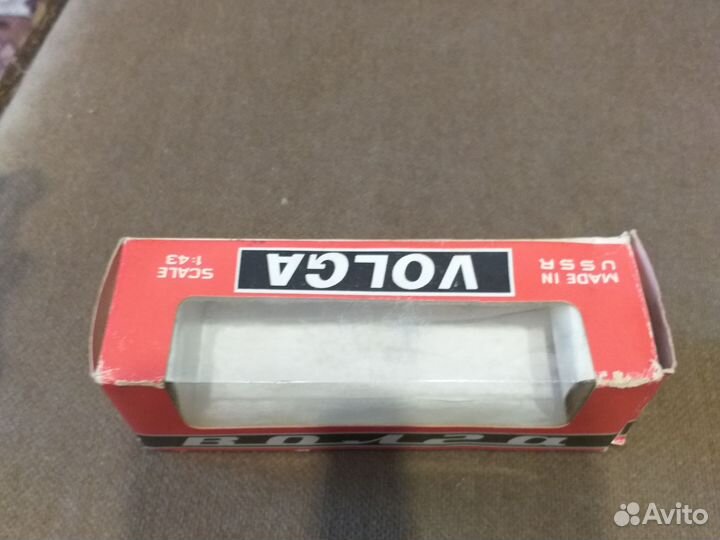 MADE IN
USSR
VOLGA
SCALE
1:43
Волга
Avito